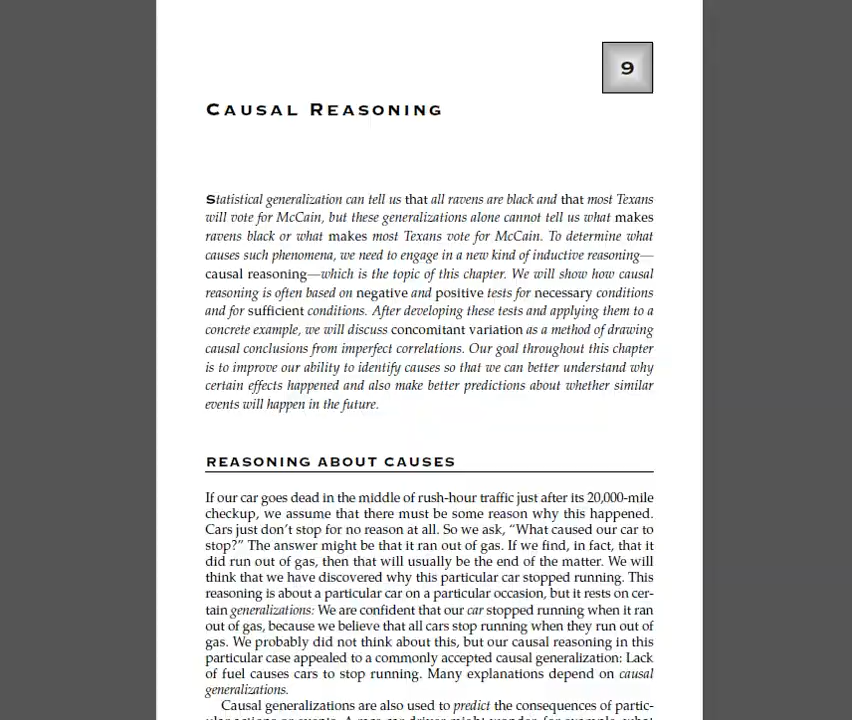 9
CAUSAL REASONING
Statistical generalization can tell us that all ravens are black and that most Texans
will vote for McCain, but these generalizations alone cannot tell us what makes
ravens black or what makes most Texans vote for McCain. To determine what
causes such phenomena, we need to engage in a new kind of inductive reasoning—
causal reasoning—which is the topic of this chapter. We will show how causal
reasoning is often based on negative and positive tests for necessary conditions
and for sufficient conditions. After developing these tests and applying them to a
concrete example, we will discuss concomitant variation as a method of drawing
causal conclusions from imperfect correlations. Our goal throughout this chapter
is to improve our ability to identify causes so that we can better understand why
certain effects happened and also make better predictions about whether similar
events will happen in the future.
REASONING ABOUT CAUSES
If our car goes dead in the middle of rush-hour traffic just after its 20,000-mile
checkup, we assume that there must be some reason why this happened.
Cars just don't stop for no reason at all. So we ask, "What caused our car to
stop?" The answer might be that it ran out of gas. If we find, in fact, that it
did run out of gas, then that will usually be the end of the matter. We will
think that we have discovered why this particular car stopped running. This
reasoning is about a particular car on a particular occasion, but it rests on cer-
tain generalizations: We are confident that our car stopped running when it ran
out of gas, because we believe that all cars stop running when they run out of
gas. We probably did not think about this, but our causal reasoning in this
particular case appealed to a commonly accepted causal generalization: Lack
of fuel causes cars to stop running. Many explanations depend on causal
generalizations.
Causal generalizations are also used to predict the consequences of partic-